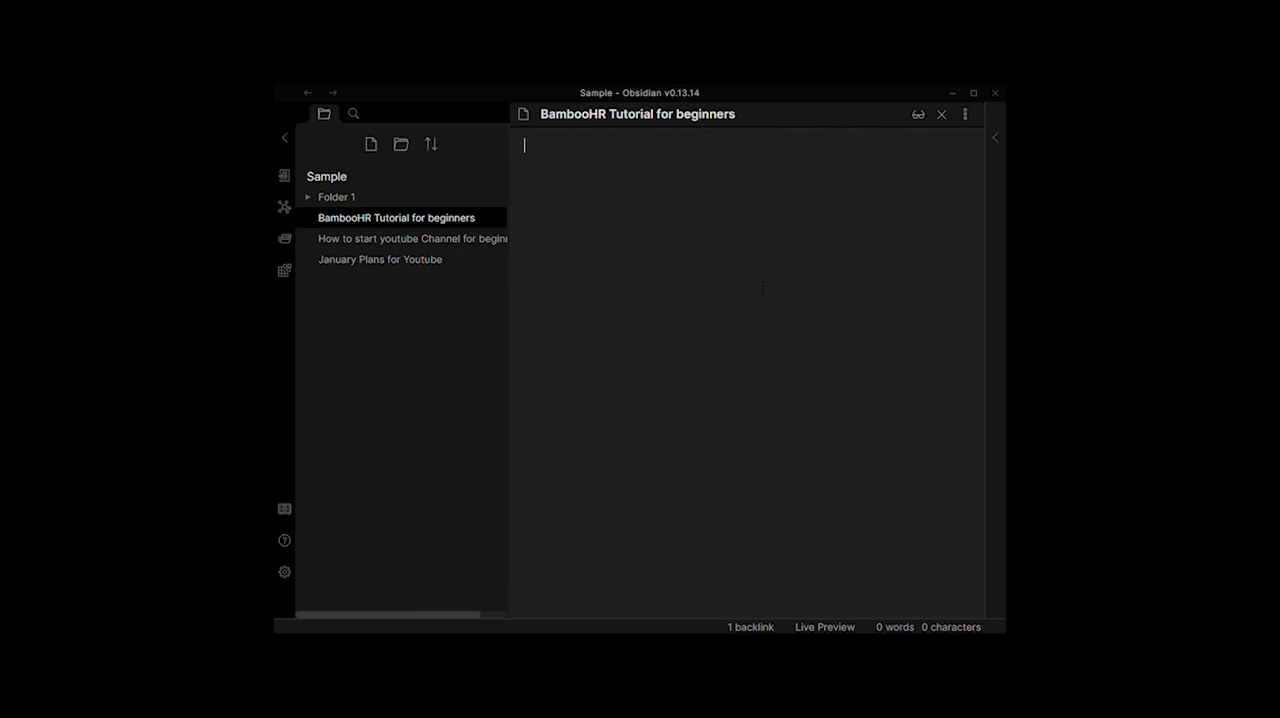 Sample - Obsidian v0.13.14
BambooHR Tutorial for beginners
Sample
Folder 1
BambooHR Tutorial for beginners
How to start youtube Channel for begin
January Plans for Youtube
1 backlink Live Preview 0 words 0 characters